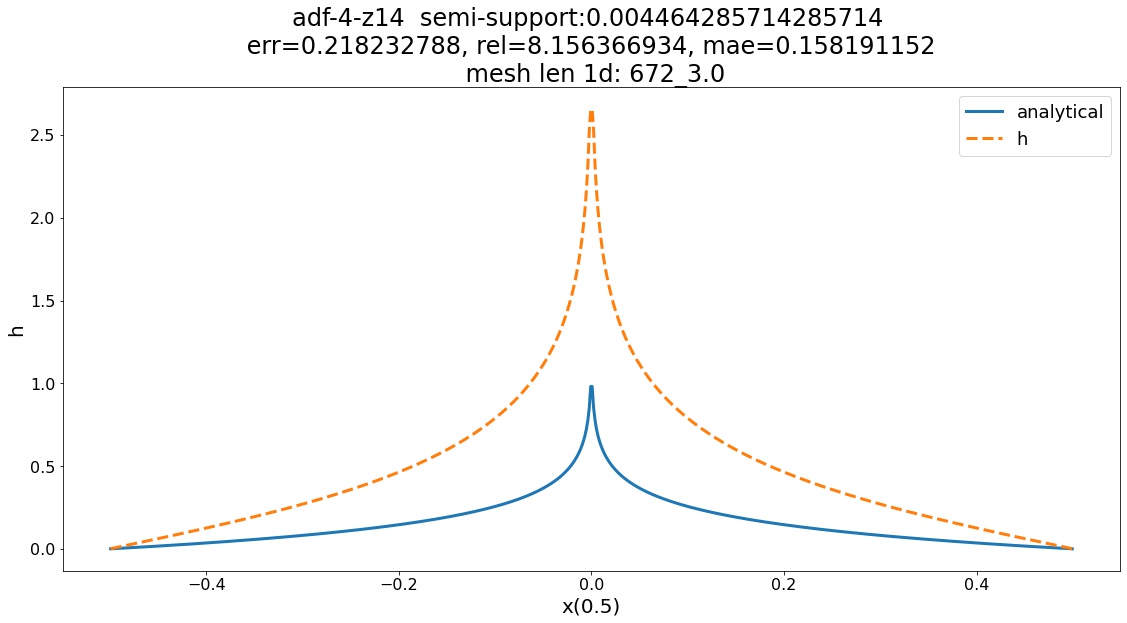 adf-4-z14  semi-support:0.004464285714285714
err=0.218232788, rel=8.156366934, mae=0.158191152
mesh len 1d: 672_3.0
analytical
h
2.5
2.0
1.5
1.0
0.5
0.0
h
−0.4
−0.2
0.0
0.2
0.4
x(0.5)